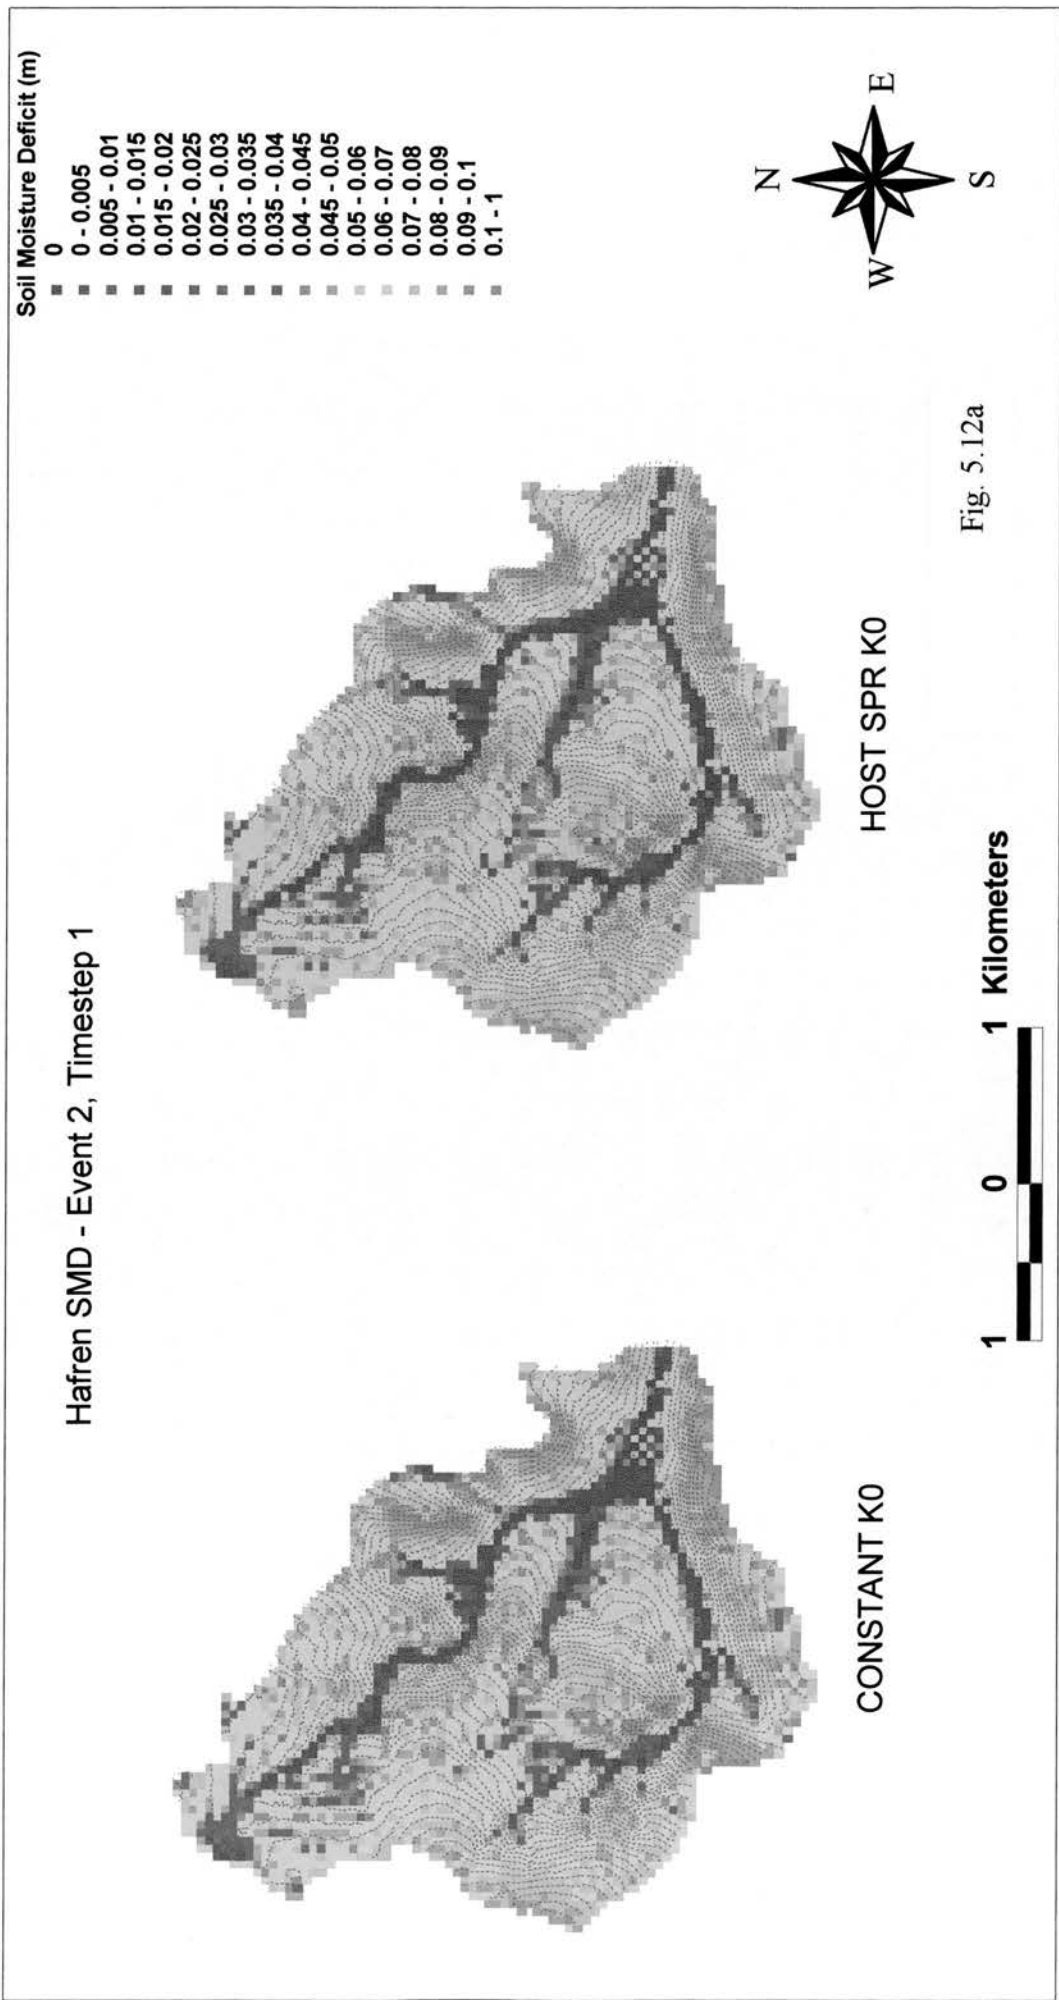 Hafren SMD - Event 2, Timestep 1
Soil Moisture Deficit (m)
0
0 - 0.005
0.005 - 0.01
0.01 - 0.015
0.015 - 0.02
0.02 - 0.025
0.025 - 0.03
0.03 - 0.035
0.035 - 0.04
0.04 - 0.045
0.045 - 0.05
0.05 - 0.06
0.06 - 0.07
0.07 - 0.08
0.08 - 0.09
0.09 - 0.1
0.1 - 1
N
W
E
S
CONSTANT K0
HOST SPR K0
1 0 1 Kilometers
Fig. 5.12a